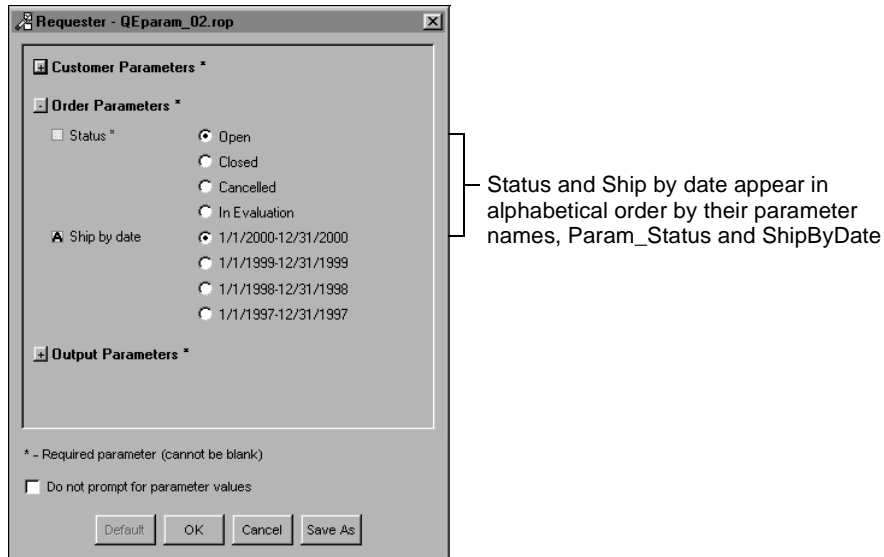 Requester - QEparam_02.rop
Customer Parameters *
Order Parameters *
Status * Open
Closed
Cancelled
In Evaluation
A Ship by date 1/1/2000-12/31/2000
1/1/1999-12/31/1999
1/1/1998-12/31/1998
1/1/1997-12/31/1997
Output Parameters *
* - Required parameter (cannot be blank)
Do not prompt for parameter values
Default OK Cancel Save As
Status and Ship by date appear in
alphabetical order by their parameter
names, Param_Status and ShipByDate